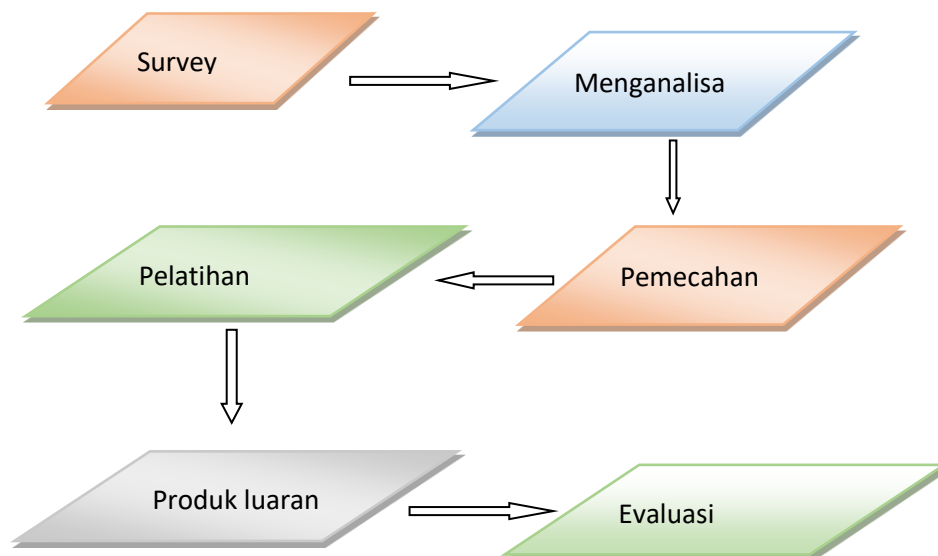 Survey
Menganalisa
Pemecahan
Pelatihan
Produk luaran
Evaluasi